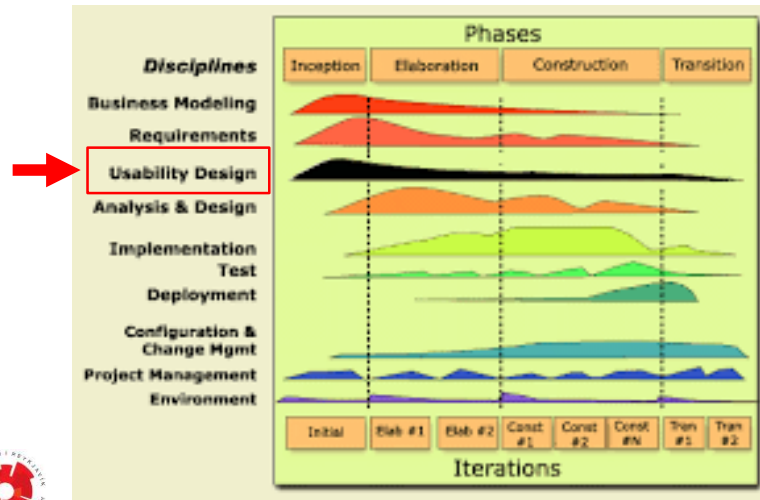 Phases
Disciplines
Inception Elaboration Construction Transition
Business Modeling
Requirements
Usability Design
Analysis & Design
Implementation
Test
Deployment
Configuration &
Change Mgmt
Project Management
Environment
Initial Elab #1 Elab #2 Const #1 Const #2 Const #N Tran #1 Tran #2
Iterations